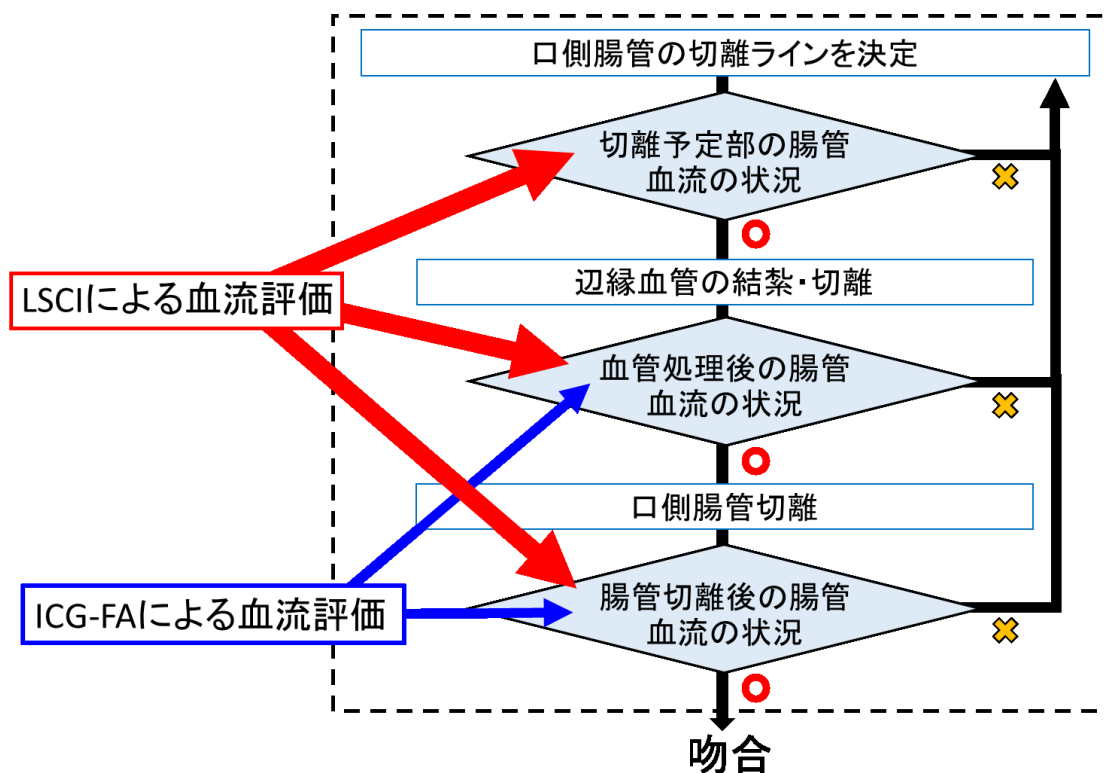 口側腸管の切離ラインを決定
切離予定部の腸管
血流の状況
辺縁血管の結紮・切離
LSCIによる血流評価
血管処理後の腸管
血流の状況
口側腸管切離
ICG-FAによる血流評価
腸管切離後の腸管
血流の状況
吻合